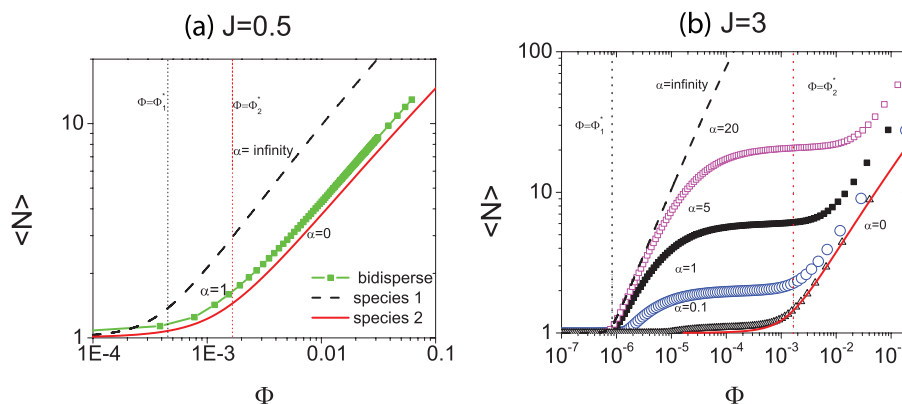 (a) J=0.5
<N>
10
1
Φ=Φ₁*
Φ=Φ₂*
α= infinity
α=0
α=1
bidisperse
species 1
species 2
1E-4
1E-3
0.01
0.1
Φ
(b) J=3
<N>
100
10
1
Φ=Φ₁*
α=infinity
Φ=Φ₂*
α=20
α=5
α=1
α=0.1
α=0
10⁻⁷
10⁻⁶
10⁻⁵
10⁻⁴
10⁻³
10⁻²
Φ